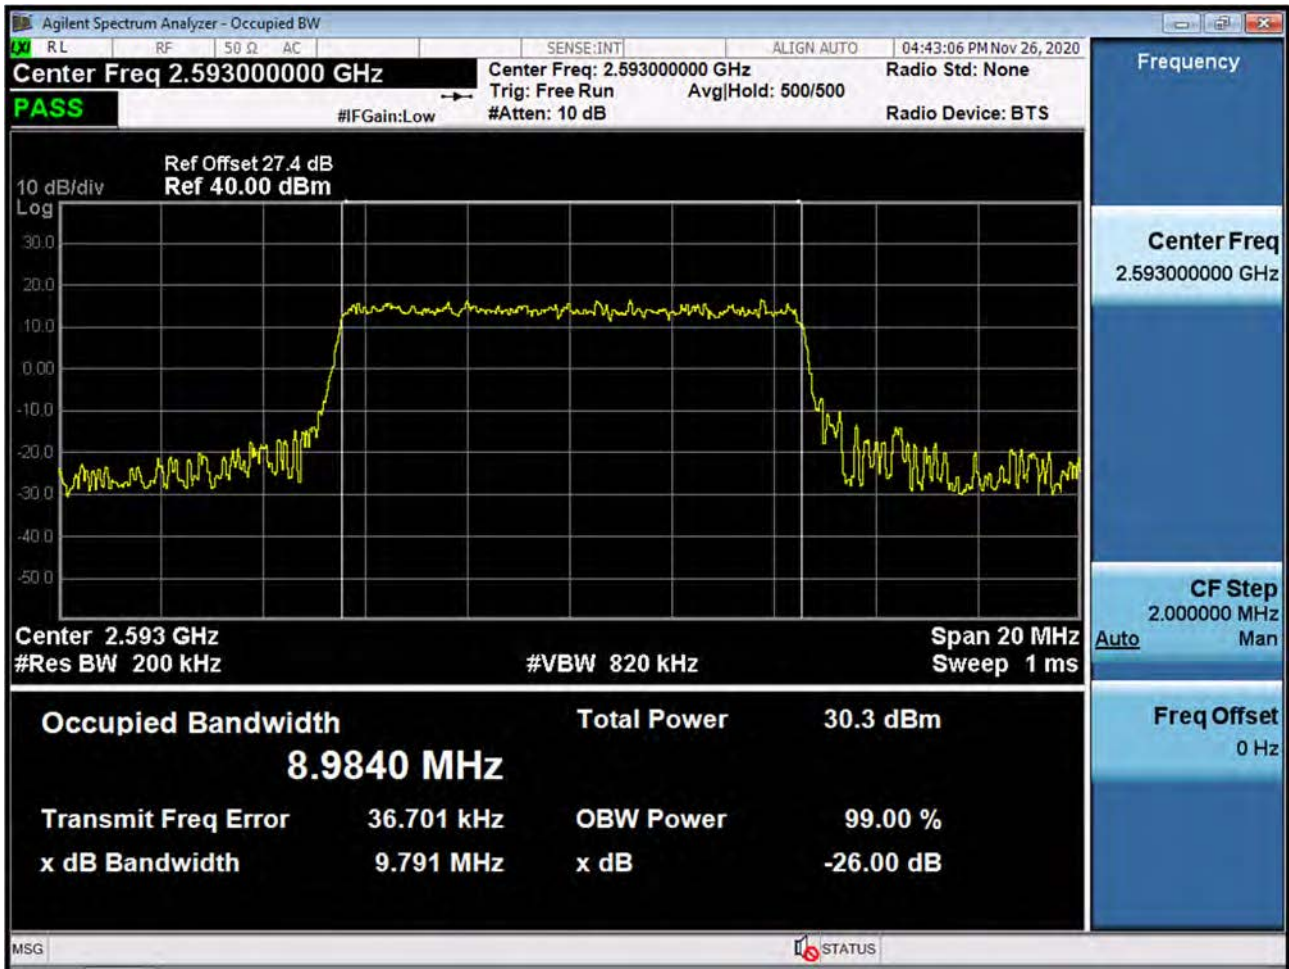 Agilent Spectrum Analyzer - Occupied BW
LXI RL RF 50 Ω AC SENSE:INT ALIGN AUTO 04:43:06 PM Nov 26, 2020
Center Freq 2.593000000 GHz
Center Freq: 2.593000000 GHz Radio Std: None
Trig: Free Run Avg|Hold: 500/500
PASS
#IFGain:Low #Atten: 10 dB Radio Device: BTS
Ref Offset 27.4 dB
10 dB/div Ref 40.00 dBm
Log
30.0
20.0
10.0
0.00
-10.0
-20.0
-30.0
-40.0
-50.0
Center 2.593 GHz Span 20 MHz
#Res BW 200 kHz #VBW 820 kHz Sweep 1 ms
Occupied Bandwidth Total Power 30.3 dBm
8.9840 MHz
Transmit Freq Error 36.701 kHz OBW Power 99.00 %
x dB Bandwidth 9.791 MHz x dB -26.00 dB
MSG STATUS
Frequency
Center Freq
2.593000000 GHz
CF Step
2.000000 MHz
Auto Man
Freq Offset
0 Hz